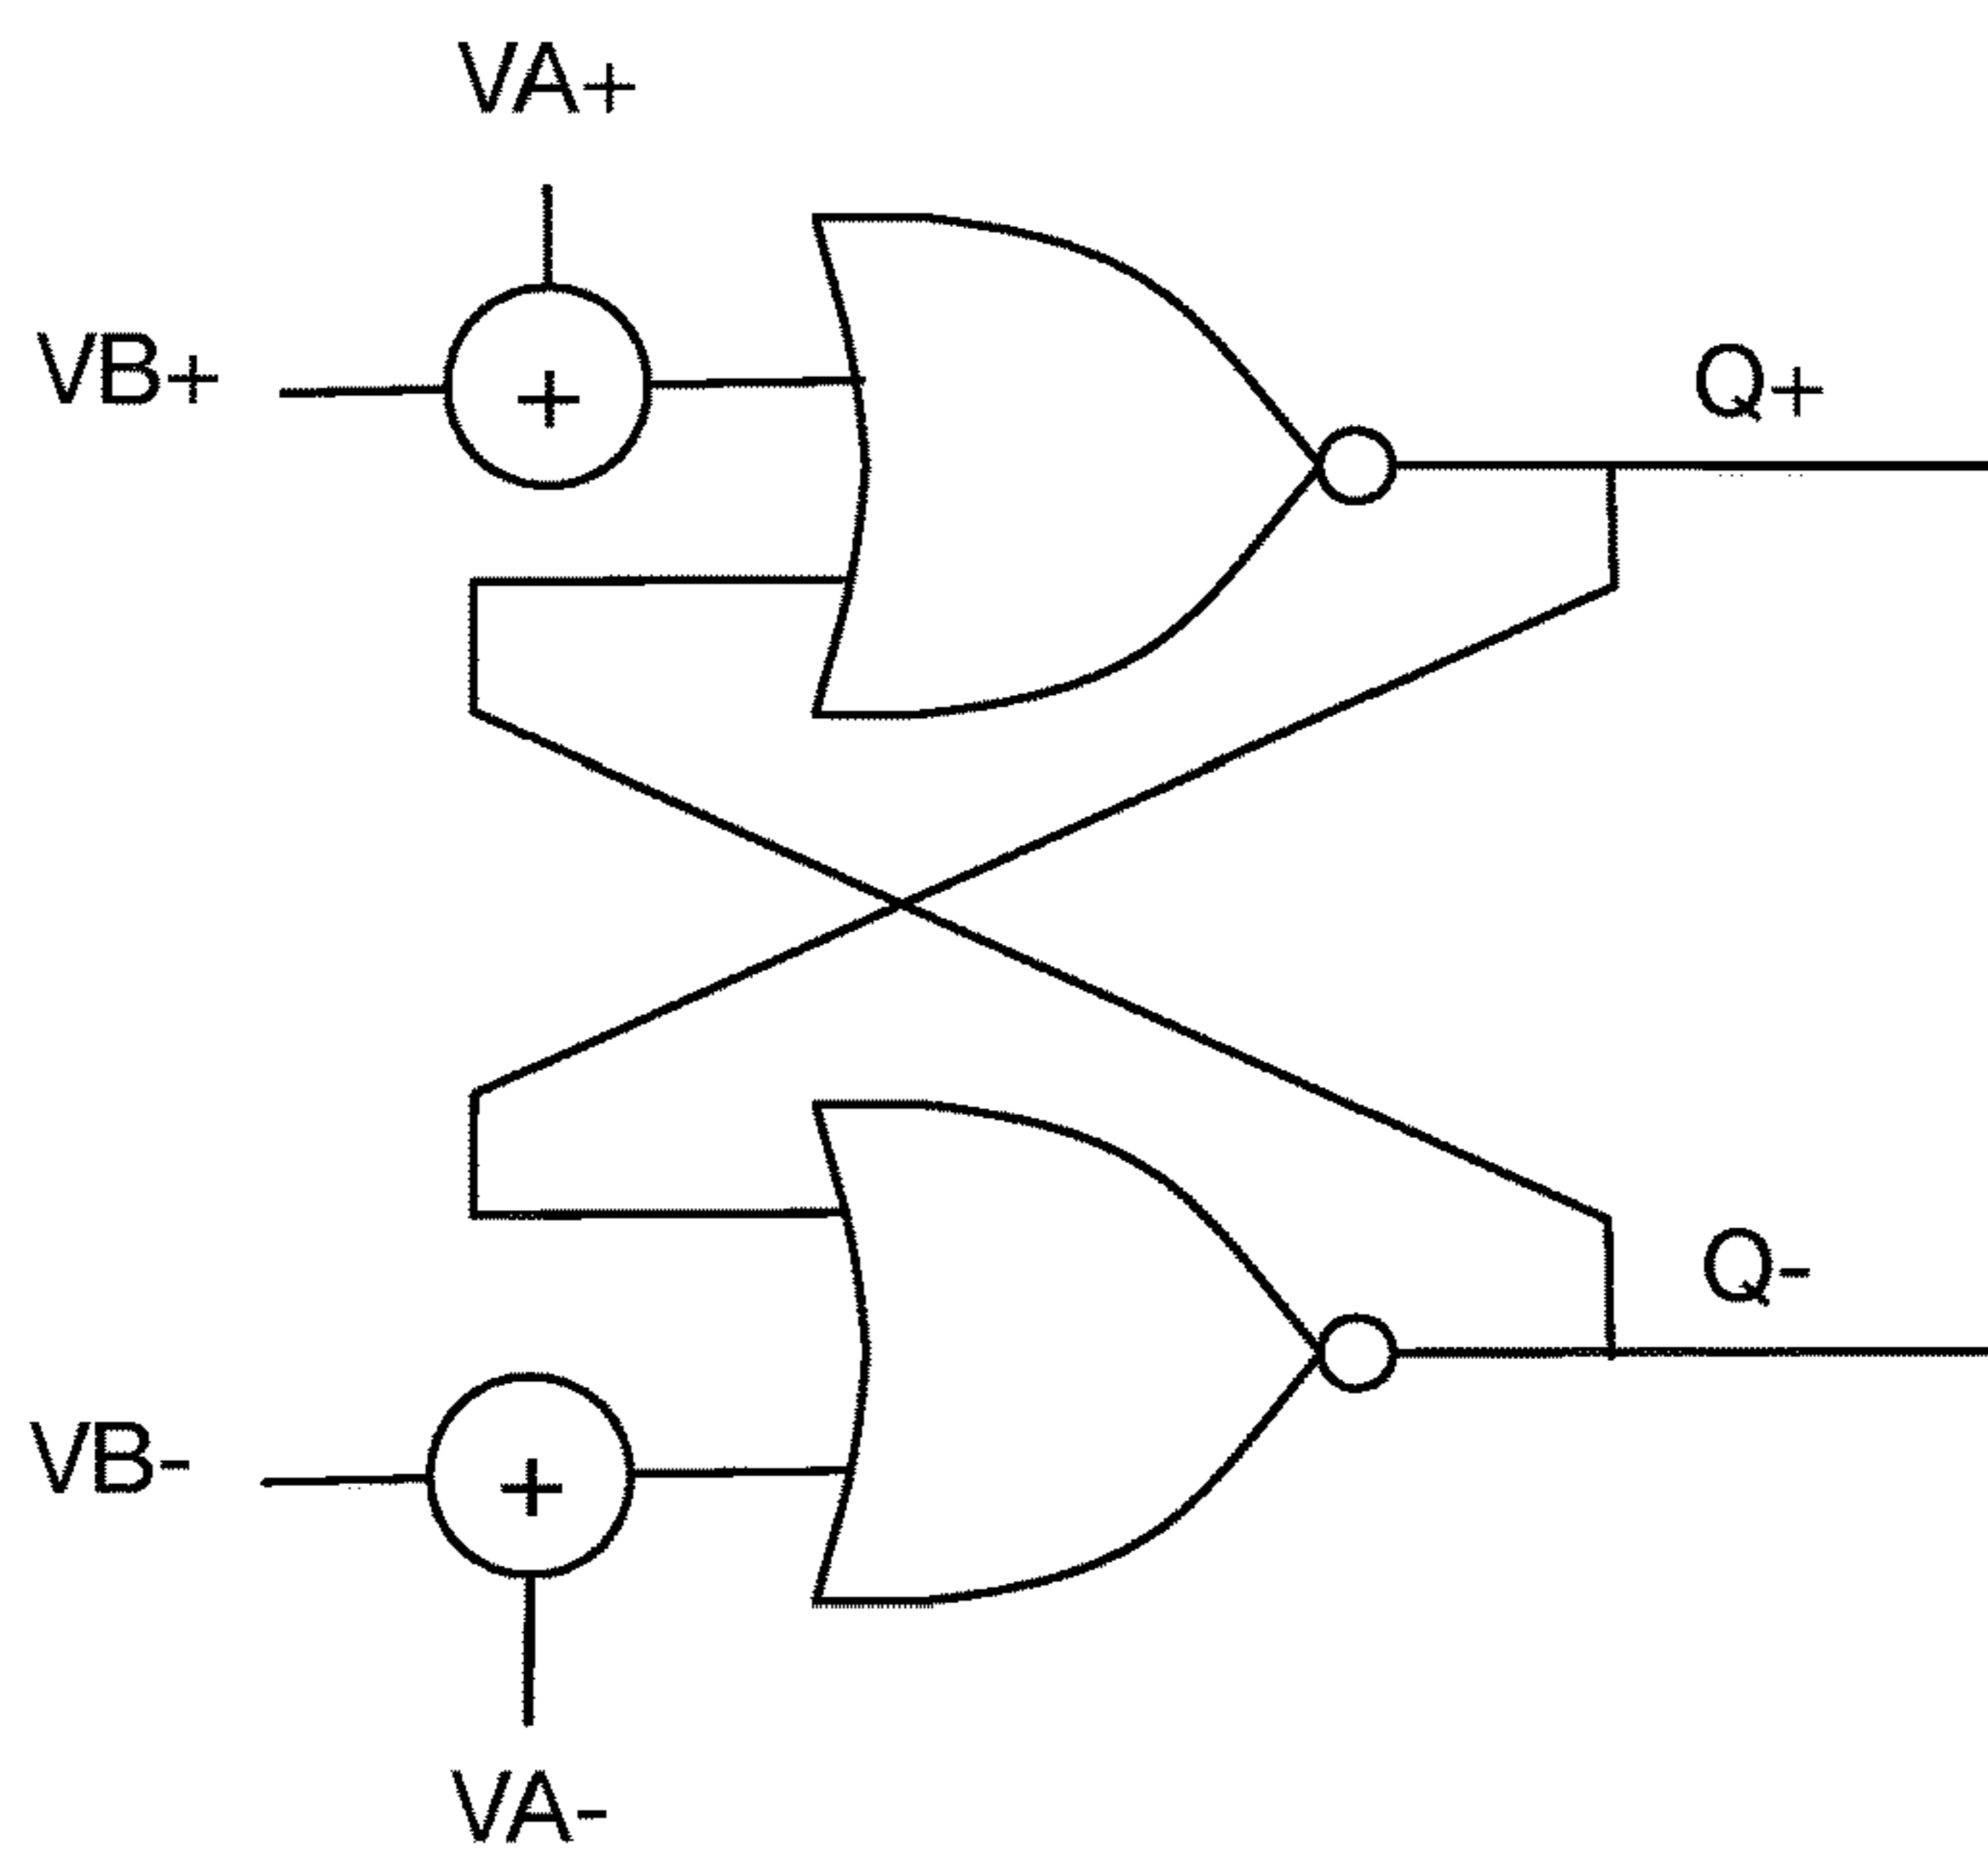 VA+
VB+
+
Q+
Q-
VB-
+
VA-